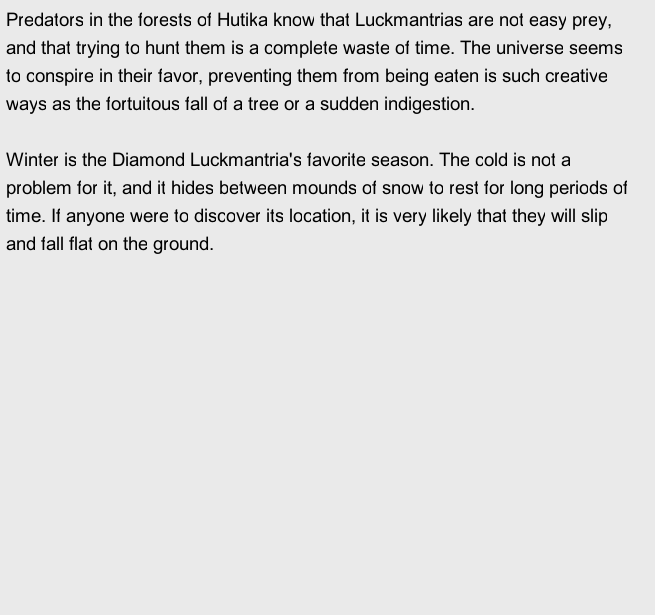 Predators in the forests of Hutika know that Luckmantrias are not easy prey,
and that trying to hunt them is a complete waste of time. The universe seems
to conspire in their favor, preventing them from being eaten is such creative
ways as the fortuitous fall of a tree or a sudden indigestion.
Winter is the Diamond Luckmantria's favorite season. The cold is not a
problem for it, and it hides between mounds of snow to rest for long periods of
time. If anyone were to discover its location, it is very likely that they will slip
and fall flat on the ground.